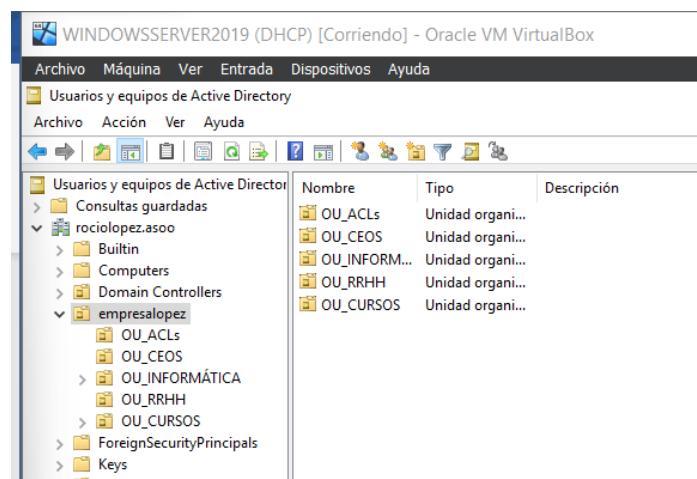 WINDOWSSERVER2019 (DHCP) [Corriendo] - Oracle VM VirtualBox
Archivo Máquina Ver Entrada Dispositivos Ayuda
Usuarios y equipos de Active Directory
Archivo Acción Ver Ayuda
Usuarios y equipos de Active Director
Consultas guardadas
rociolopez.asoo
Builtin
Computers
Domain Controllers
empresalopez
OU_ACLs
OU_CEOS
OU_INFORMÁTICA
OU_RRHH
OU_CURSOS
ForeignSecurityPrincipals
Keys
Nombre Tipo Descripción
OU_ACLs Unidad organi...
OU_CEOS Unidad organi...
OU_INFORM... Unidad organi...
OU_RRHH Unidad organi...
OU_CURSOS Unidad organi...